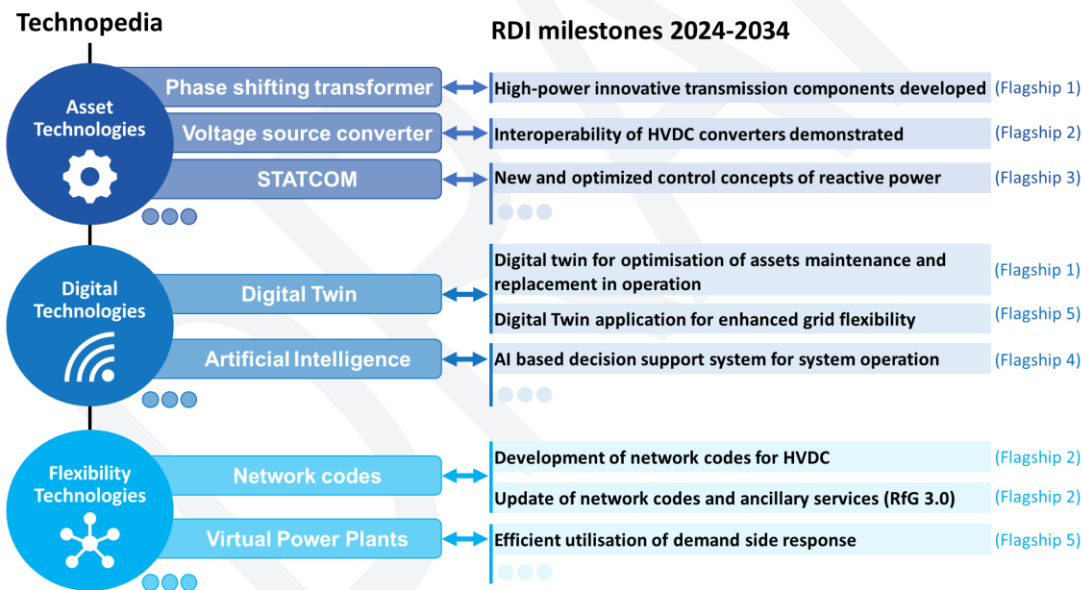 Technopedia
RDI milestones 2024-2034
Asset
Technologies
Phase shifting transformer
High-power innovative transmission components developed
(Flagship 1)
Voltage source converter
Interoperability of HVDC converters demonstrated
(Flagship 2)
STATCOM
New and optimized control concepts of reactive power
(Flagship 3)
Digital
Technologies
Digital Twin
Digital twin for optimisation of assets maintenance and
replacement in operation
(Flagship 1)
Digital Twin application for enhanced grid flexibility
(Flagship 5)
Artificial Intelligence
AI based decision support system for system operation
(Flagship 4)
Flexibility
Technologies
Network codes
Development of network codes for HVDC
(Flagship 2)
Update of network codes and ancillary services (RfG 3.0)
(Flagship 2)
Virtual Power Plants
Efficient utilisation of demand side response
(Flagship 5)